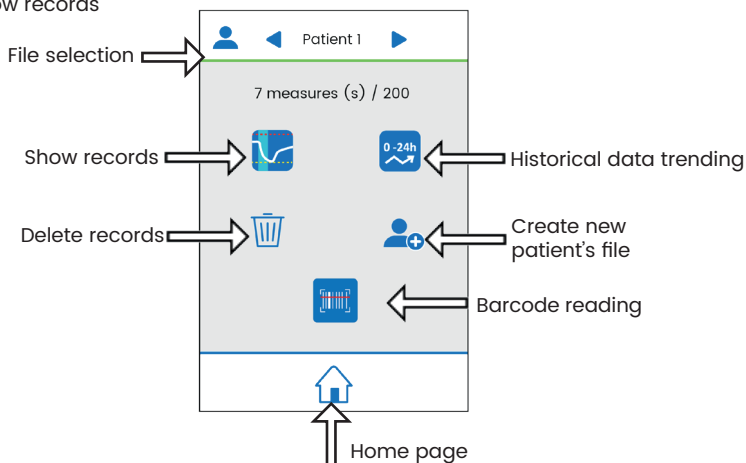 ow records
Patient 1
File selection
7 measures (s) / 200
0 -24h
Show records
Historical data trending
Delete records
Create new
patient's file
Barcode reading
Home page